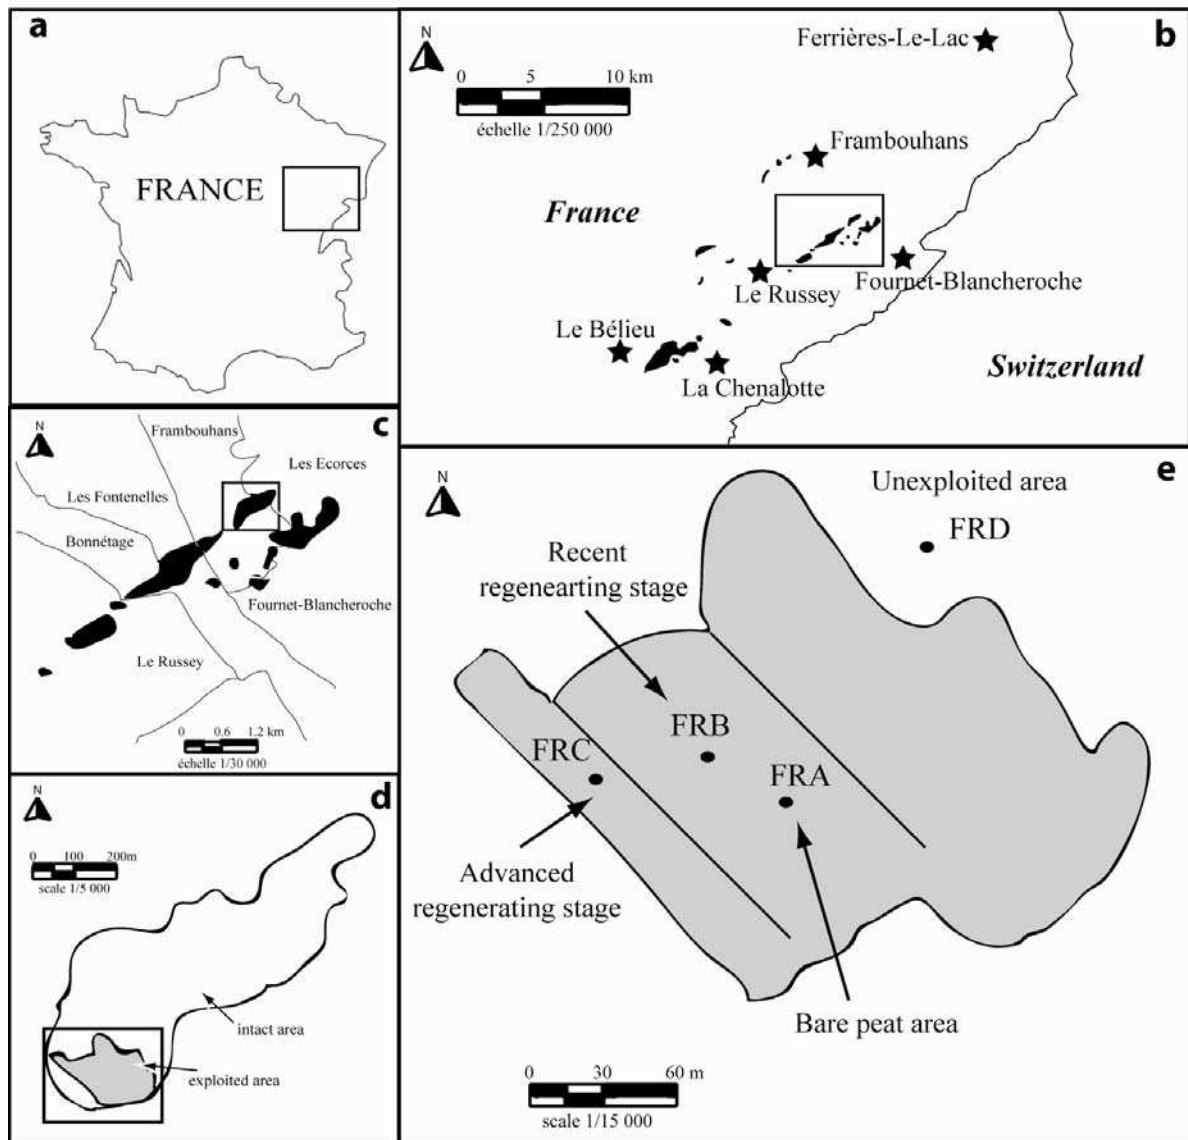 a
FRANCE
b
N
Ferrières-Le-Lac
0 5 10 km
échelle 1/250 000
Frambouhans
France
Le Russey
Fournet-Blancheroche
Le Bélieu
La Chenalotte
Switzerland
c
N
Frambouhans
Les Ecorces
Les Fontenelles
Bonnétage
Fournet-Blancheroche
Le Russey
0 0.6 1.2 km
échelle 1/30 000
d
N
0 100 200m
scale 1/5 000
intact area
exploited area
e
N
Unexploited area
FRD
Recent
regenearting stage
FRB
FRC
FRA
Advanced
regenerating stage
Bare peat area
0 30 60 m
scale 1/15 000